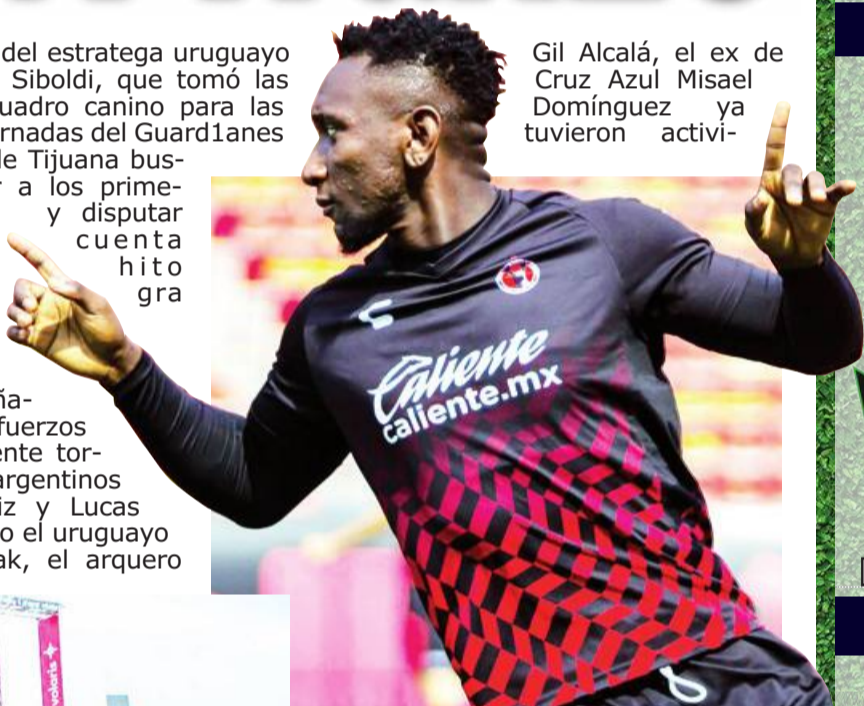 del estratega uruguayo
Siboldi, que tomó las
uadro canino para las
rnadas del Guard1anes
le Tijuana bus-
a los prime-
y disputar
cuenta
hito
gra
ña-
fuerzos
ente tor-
argentinos
iz y Lucas
o el uruguayo
ak, el arquero
Gil Alcalá, el ex de
Cruz Azul Misael
Domínguez ya
tuvieron activi-
Caliente
caliente.mx
volaris